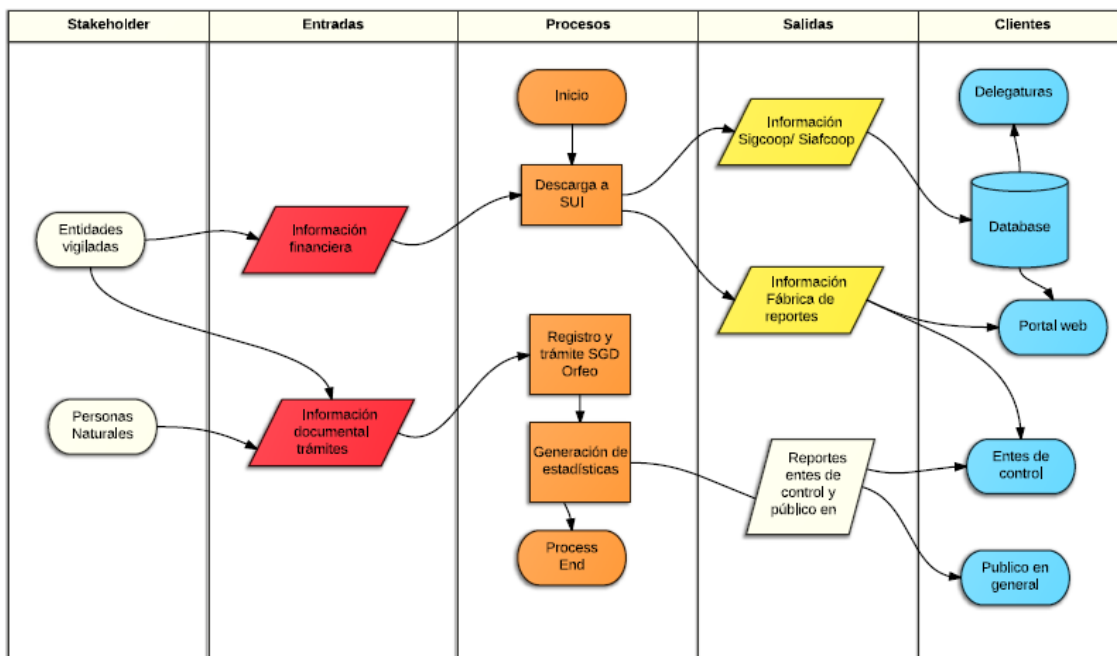 Stakeholder
Entradas
Procesos
Salidas
Clientes
Entidades
vigiladas
Personas
Naturales
Información
financiera
Información
documental
trámites
Inicio
Descarga a
SUI
Registro y
trámite SGD
Orfeo
Generación de
estadísticas
Process
End
Información
Sigcoop/ Siafcoop
Información
Fábrica de
reportes
Reportes
entes de
control y
público en
Delegaturas
Database
Portal web
Entes de
control
Publico en
general